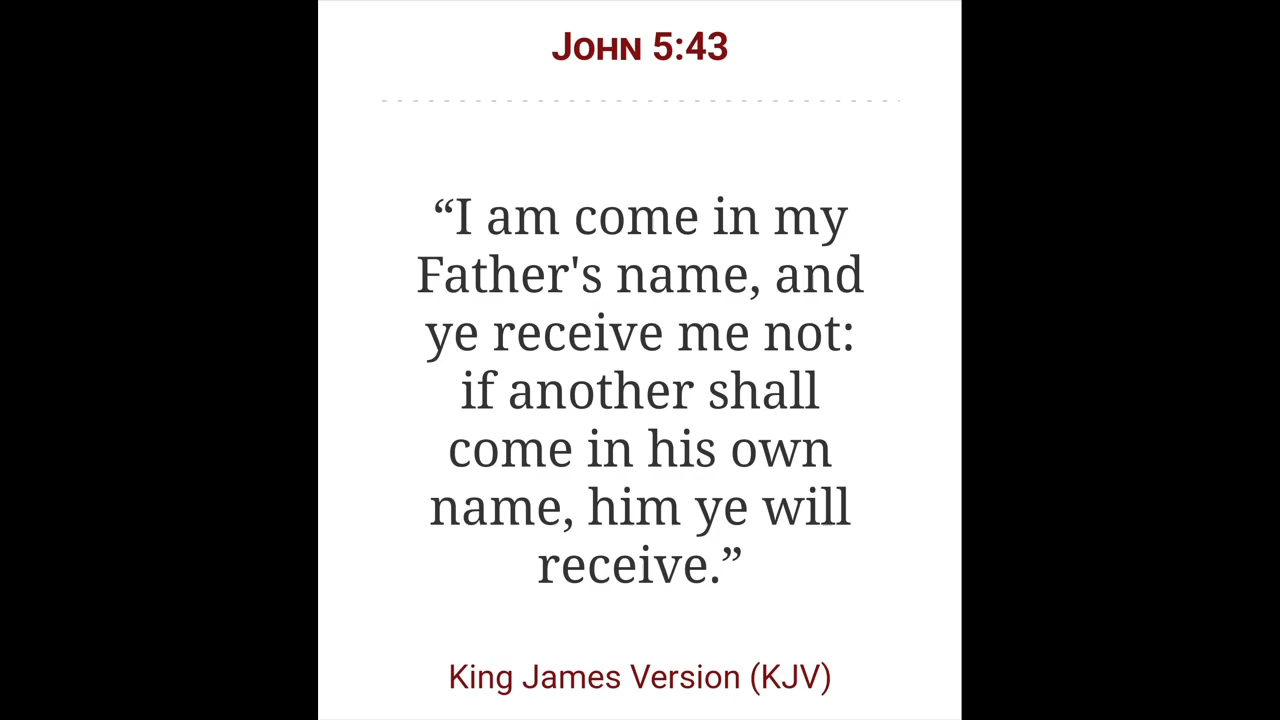 John 5:43
“I am come in my
Father's name, and
ye receive me not:
if another shall
come in his own
name, him ye will
receive.”
King James Version (KJV)